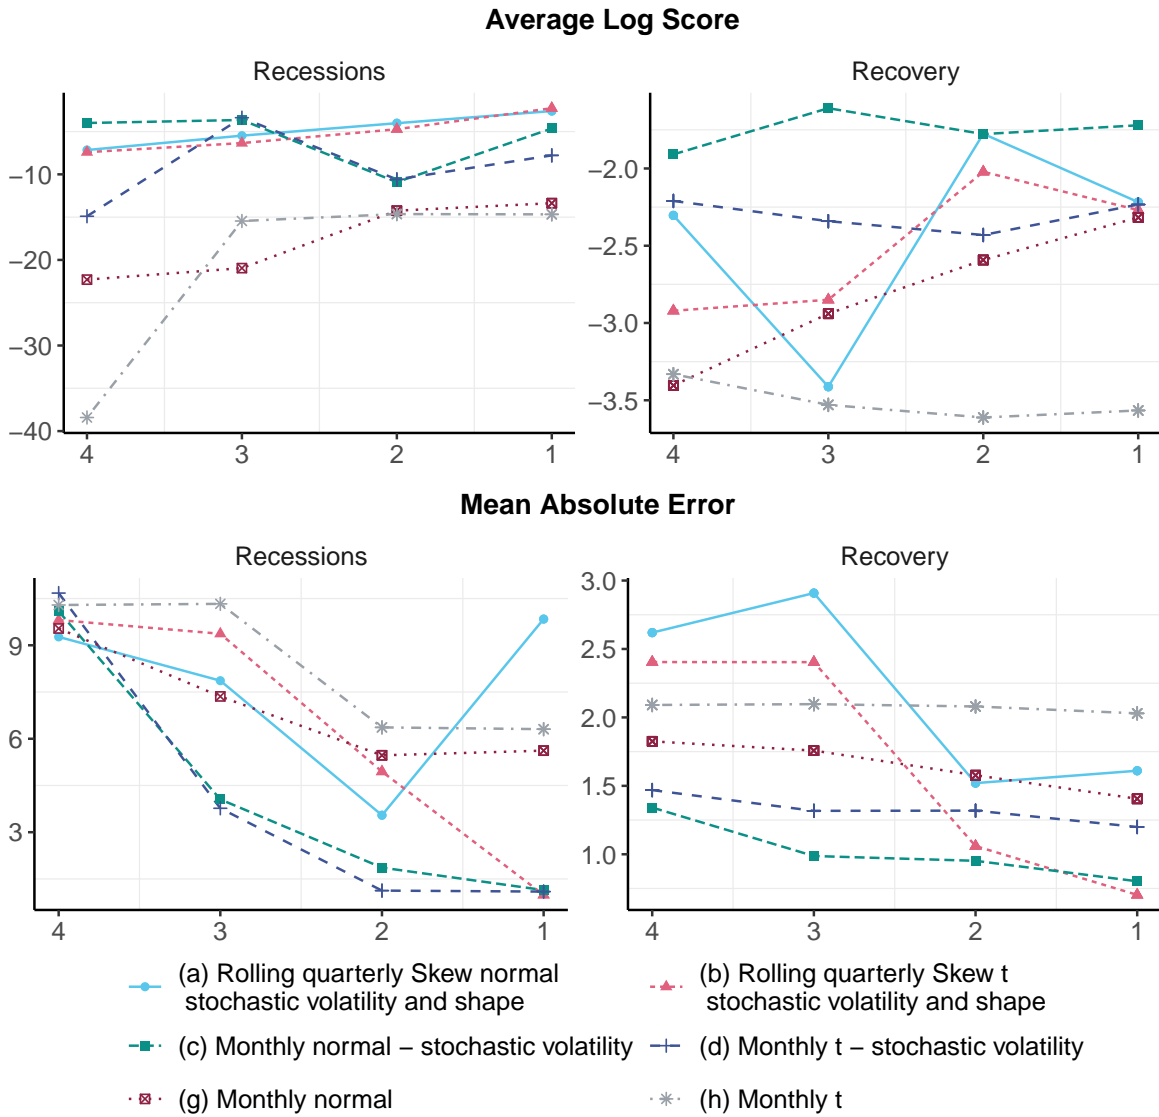 Average Log Score
Recessions
Recovery
−10
−20
−30
−40
4
3
2
1
−2.0
−2.5
−3.0
−3.5
4
3
2
1
Mean Absolute Error
Recessions
Recovery
9
6
3
4
3
2
1
3.0
2.5
2.0
1.5
1.0
4
3
2
1
(a) Rolling quarterly Skew normal
stochastic volatility and shape
(b) Rolling quarterly Skew t
stochastic volatility and shape
(c) Monthly normal − stochastic volatility
(d) Monthly t − stochastic volatility
(g) Monthly normal
(h) Monthly t